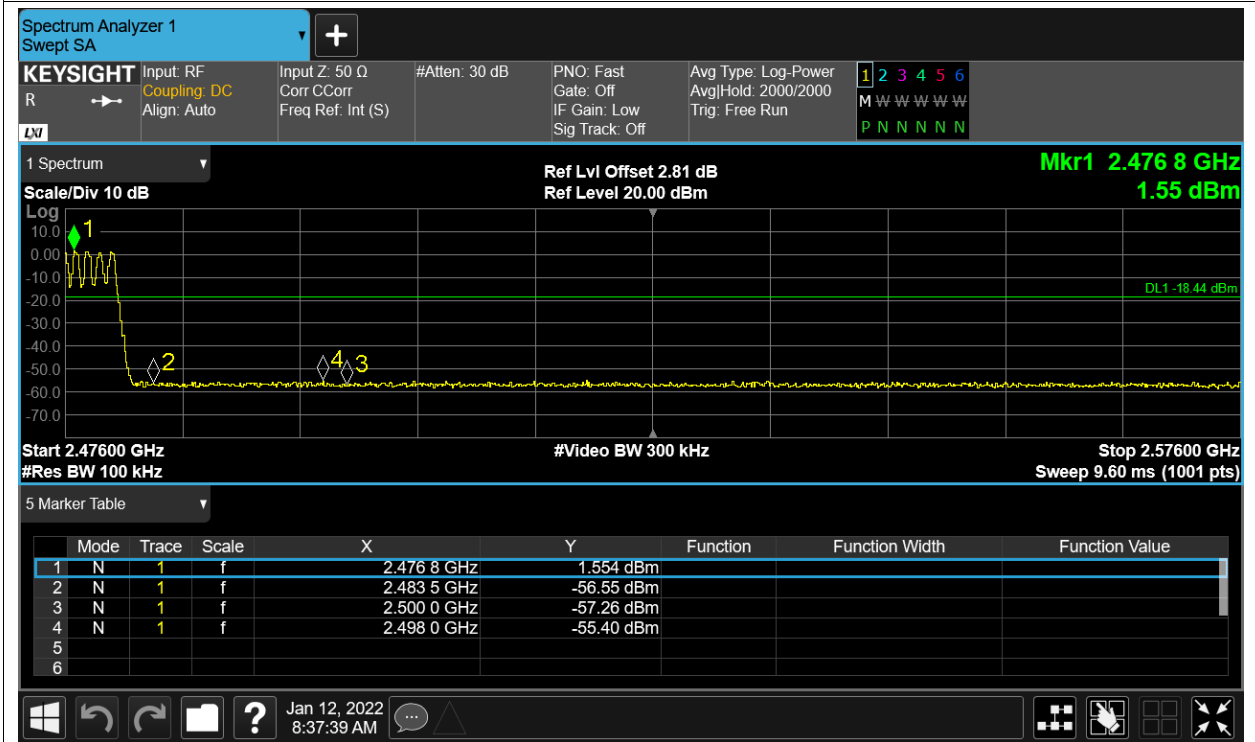 Spectrum Analyzer 1
Swept SA
KEYSIGHT Input: RF Input Z: 50 Ω #Atten: 30 dB PNO: Fast Avg Type: Log-Power 1 2 3 4 5 6
R Coupling: DC Corr CCorr Gate: Off Avg|Hold: 2000/2000 M W W W W W
Align: Auto Freq Ref: Int (S) IF Gain: Low Trig: Free Run
LXI Sig Track: Off P N N N N N
1 Spectrum Ref Lvl Offset 2.81 dB Mkr1 2.476 8 GHz
Scale/Div 10 dB Ref Level 20.00 dBm 1.55 dBm
Log
10.0 1
0.00
-10.0
DL1 -18.44 dBm
-20.0
-30.0
-40.0
2 4 3
-50.0
-60.0
-70.0
Start 2.47600 GHz #Video BW 300 kHz Stop 2.57600 GHz
#Res BW 100 kHz Sweep 9.60 ms (1001 pts)
5 Marker Table
Mode Trace Scale X Y Function Function Width Function Value
1 N 1 f 2.476 8 GHz 1.554 dBm
2 N 1 f 2.483 5 GHz -56.55 dBm
3 N 1 f 2.500 0 GHz -57.26 dBm
4 N 1 f 2.498 0 GHz -55.40 dBm
5
6
? Jan 12, 2022
8:37:39 AM